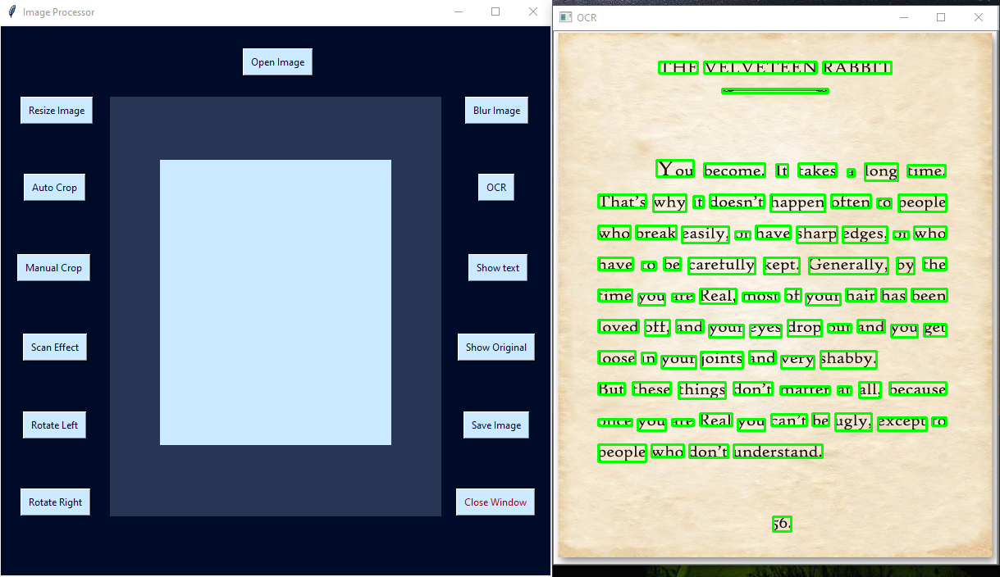 Image Processor
Open Image
Resize Image
Blur Image
Auto Crop
OCR
Manual Crop
Show text
Scan Effect
Show Original
Rotate Left
Save Image
Rotate Right
Close Window
OCR
THE VELVETEEN RABBIT
You become. It takes a long time.
That's why it doesn't happen often to people
who break easily, or have sharp edges, or who
have to be carefully kept. Generally, by the
time you are Real, most of your hair has been
loved off, and your eyes drop out and you get
loose in your joints and very shabby.
But these things don't matter at all, because
once you are Real you can't be ugly, except to
people who don't understand.
56.